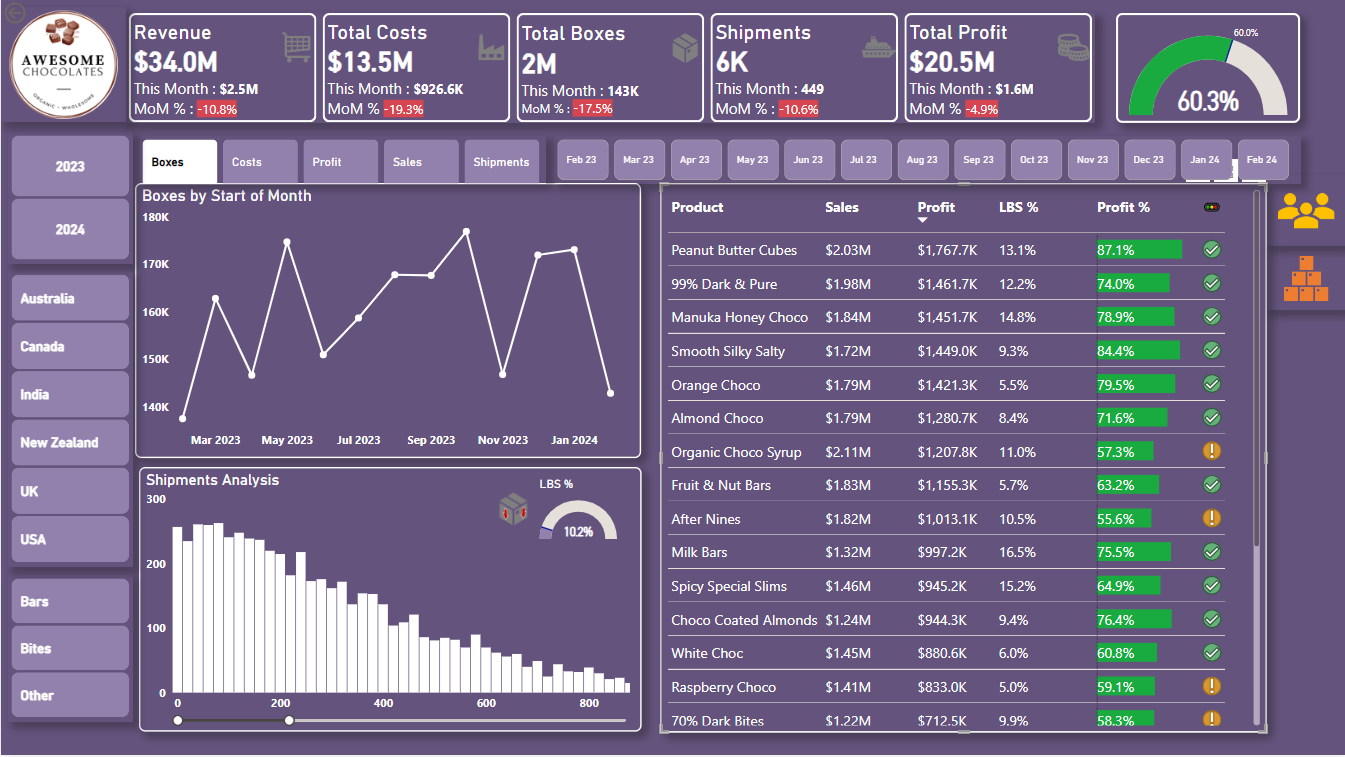 AWESOME
CHOCOLATES
ORGANIC - WHOLESOME
Revenue
$34.0M
This Month : $2.5M
MoM % : -10.8%
Total Costs
$13.5M
This Month : $926.6K
MoM % -19.3%
Total Boxes
2M
This Month : 143K
MoM % : -17.5%
Shipments
6K
This Month : 449
MoM % : -10.6%
Total Profit
$20.5M
This Month : $1.6M
MoM % -4.9%
60.0%
60.3%
2023
2024
Australia
Canada
India
New Zealand
UK
USA
Bars
Bites
Other
Boxes Costs Profit Sales Shipments
Feb 23 Mar 23 Apr 23 May 23 Jun 23 Jul 23 Aug 23 Sep 23 Oct 23 Nov 23 Dec 23 Jan 24 Feb 24
Boxes by Start of Month
180K
170K
160K
150K
140K
Mar 2023 May 2023 Jul 2023 Sep 2023 Nov 2023 Jan 2024
Shipments Analysis
300
200
100
0
0 200 400 600 800
LBS %
10.2%
Product Sales Profit LBS % Profit %
Peanut Butter Cubes $2.03M $1,767.7K 13.1% 87.1%
99% Dark & Pure $1.98M $1,461.7K 12.2% 74.0%
Manuka Honey Choco $1.84M $1,451.7K 14.8% 78.9%
Smooth Silky Salty $1.72M $1,449.0K 9.3% 84.4%
Orange Choco $1.79M $1,421.3K 5.5% 79.5%
Almond Choco $1.79M $1,280.7K 8.4% 71.6%
Organic Choco Syrup $2.11M $1,207.8K 11.0% 57.3%
Fruit & Nut Bars $1.83M $1,155.3K 5.7% 63.2%
After Nines $1.82M $1,013.1K 10.5% 55.6%
Milk Bars $1.32M $997.2K 16.5% 75.5%
Spicy Special Slims $1.46M $945.2K 15.2% 64.9%
Choco Coated Almonds $1.24M $944.3K 9.4% 76.4%
White Choc $1.45M $880.6K 6.0% 60.8%
Raspberry Choco $1.41M $833.0K 5.0% 59.1%
70% Dark Bites $1.22M $712.5K 9.9% 58.3%